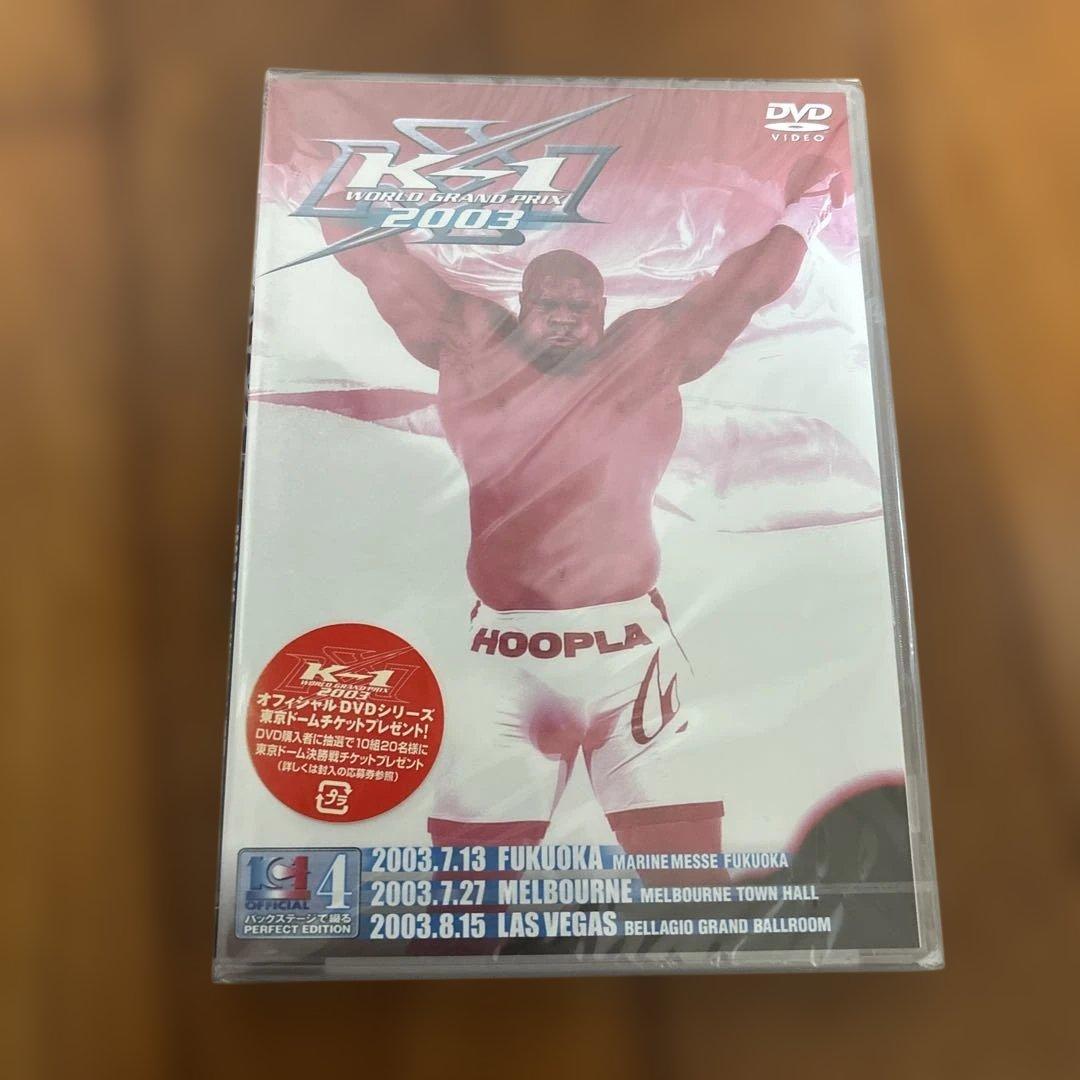 DVD
VIDEO
K-1
WORLD GRAND PRIX
2003
HOOPLA
K-1
WORLD GRAND PRIX
2003
オフィシャルDVDシリーズ
東京ドームチケットプレゼント!
DVD購入者に抽選で10組20名様に
東京ドーム決勝戦チケットプレゼント
(詳しくは封入の応募券参照)
プラ
OFFICIAL
4
バックステージで綴る
PERFECT EDITION
2003.7.13 FUKUOKA MARINE MESSE FUKUOKA
2003.7.27 MELBOURNE MELBOURNE TOWN HALL
2003.8.15 LAS VEGAS BELLAGIO GRAND BALLROOM